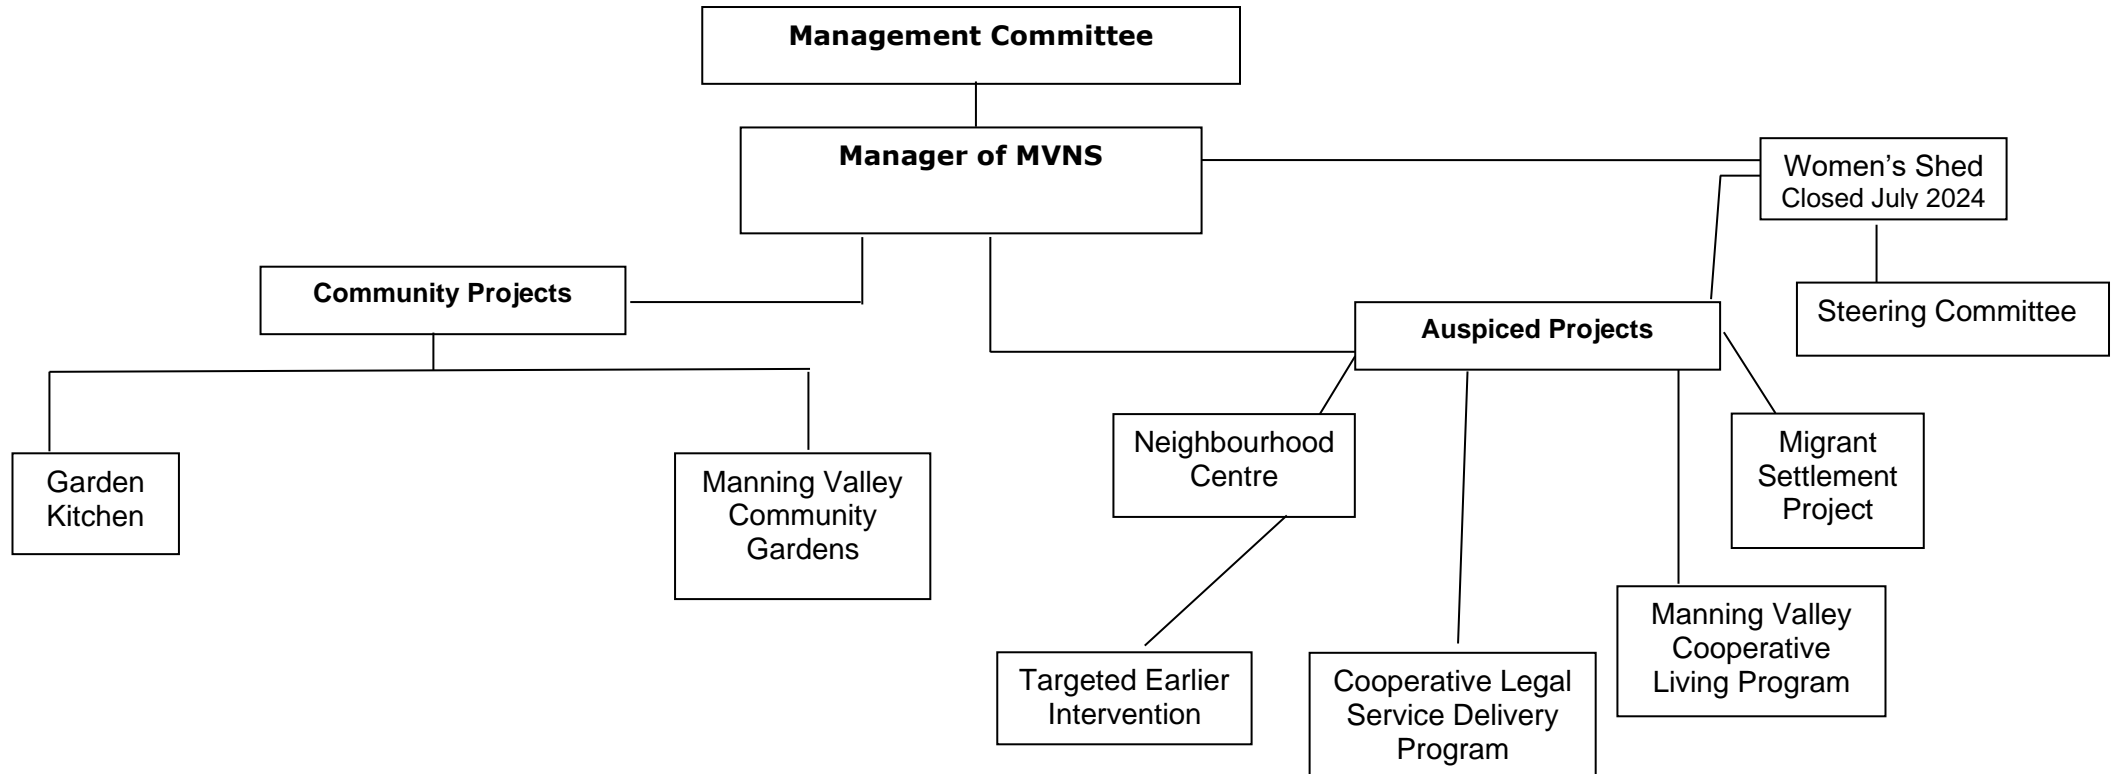 Management Committee
Manager of MVNS
Women’s Shed
Closed July 2024
Community Projects
Steering Committee
Auspiced Projects
Neighbourhood
Centre
Migrant
Settlement
Project
Garden
Kitchen
Manning Valley
Community
Gardens
Manning Valley
Cooperative
Living Program
Targeted Earlier
Intervention
Cooperative Legal
Service Delivery
Program